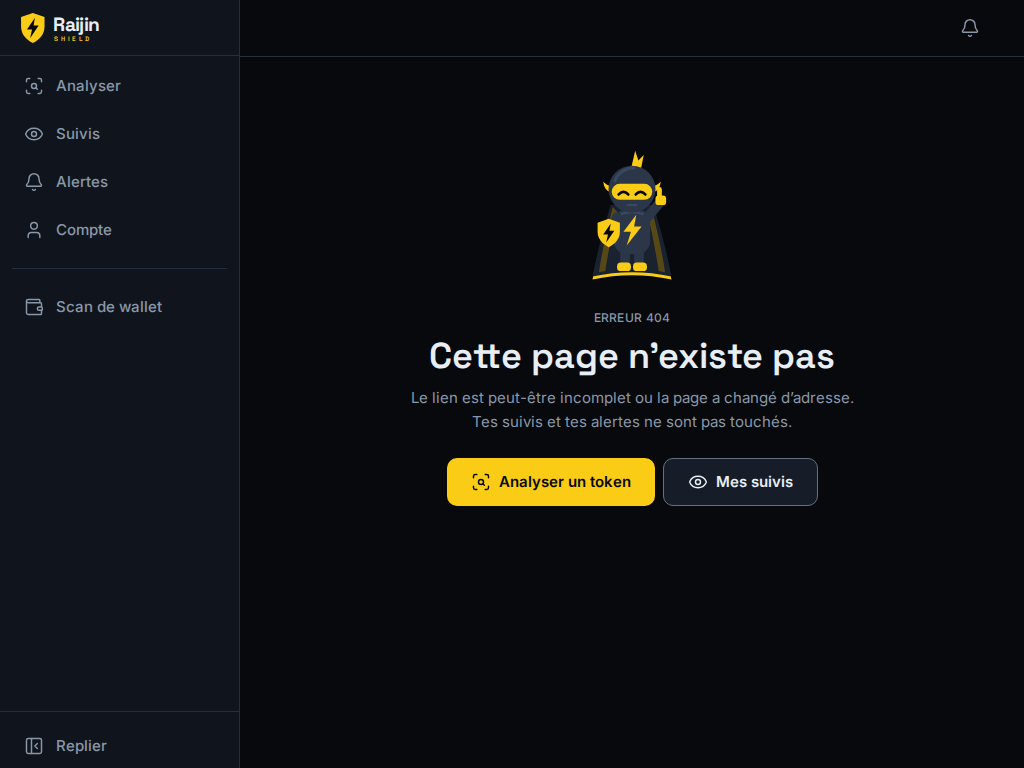 Raijin
SHIELD
Analyser
Suivis
Alertes
Compte
Scan de wallet
Replier
ERREUR 404
Cette page n’existe pas
Le lien est peut-être incomplet ou la page a changé d’adresse.
Tes suivis et tes alertes ne sont pas touchés.
Analyser un token
Mes suivis